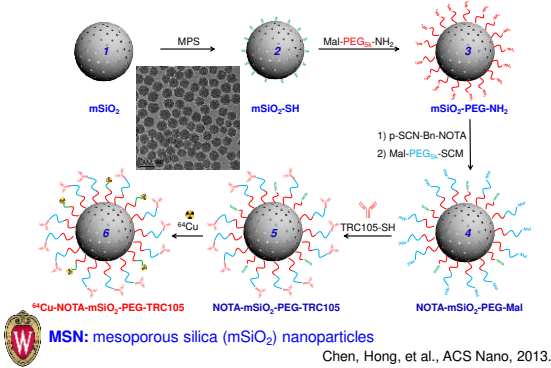 1
MPS
2
Mal-PEG5k-NH2
3
mSiO2
mSiO2-SH
mSiO2-PEG-NH2
1) p-SCN-Bn-NOTA
2) Mal-PEG5k-SCM
6
64Cu
5
TRC105-SH
4
64Cu-NOTA-mSiO2-PEG-TRC105
NOTA-mSiO2-PEG-TRC105
NOTA-mSiO2-PEG-Mal
W
MSN: mesoporous silica (mSiO2) nanoparticles
Chen, Hong, et al., ACS Nano, 2013.